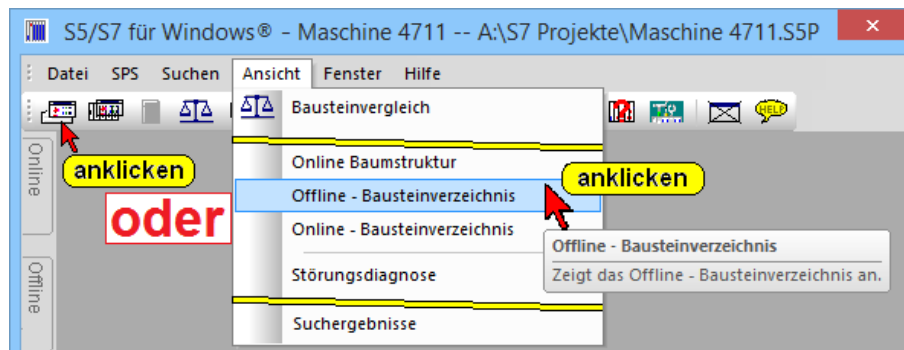 S5/S7 für Windows® - Maschine 4711 -- A:\S7 Projekte\Maschine 4711.S5P
Datei SPS Suchen Ansicht Fenster Hilfe
Bausteinvergleich
HELP
Online
anklicken
oder
Online Baumstruktur
Offline - Bausteinverzeichnis
anklicken
Online - Bausteinverzeichnis
Offline - Bausteinverzeichnis
Zeigt das Offline - Bausteinverzeichnis an.
Offline
Störungsdiagnose
Suchergebnisse